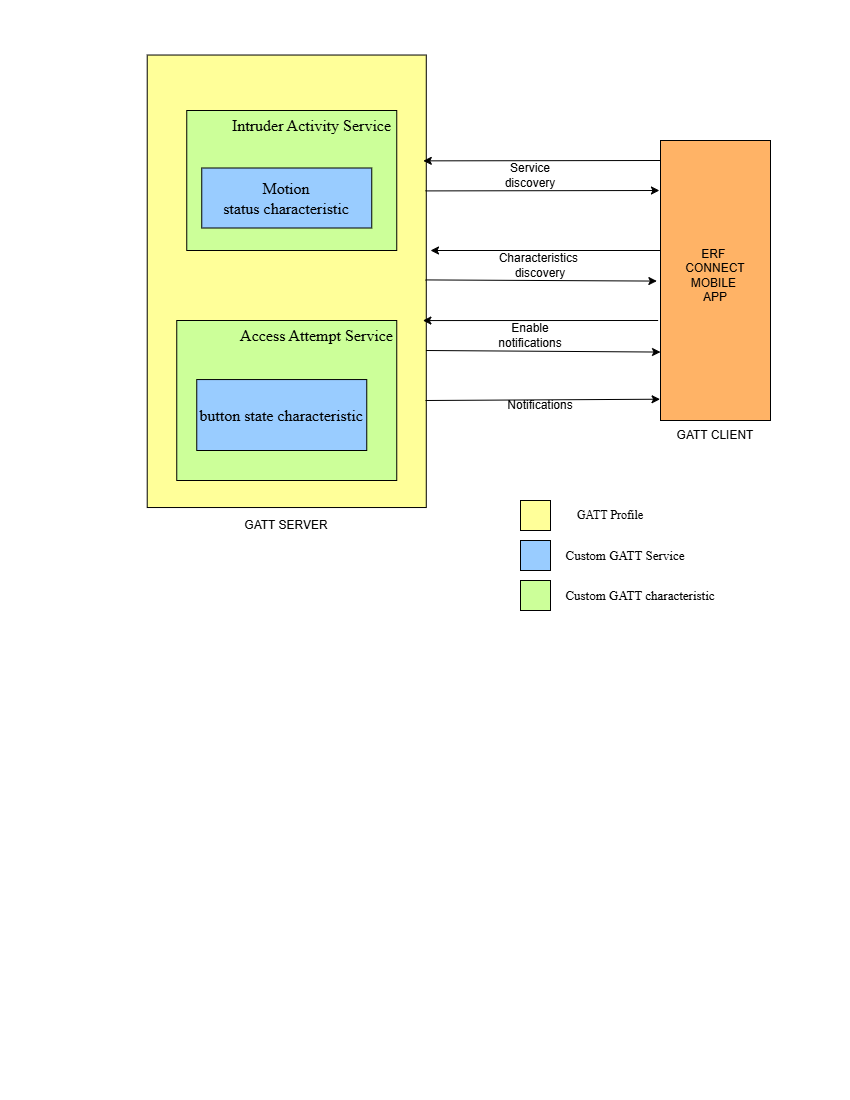 Intruder Activity Service
Motion
status characteristic
Access Attempt Service
button state characteristic
GATT SERVER
Service
discovery
Characteristics
discovery
Enable
notifications
Notifications
ERF
CONNECT
MOBILE
APP
GATT CLIENT
GATT Profile
Custom GATT Service
Custom GATT characteristic